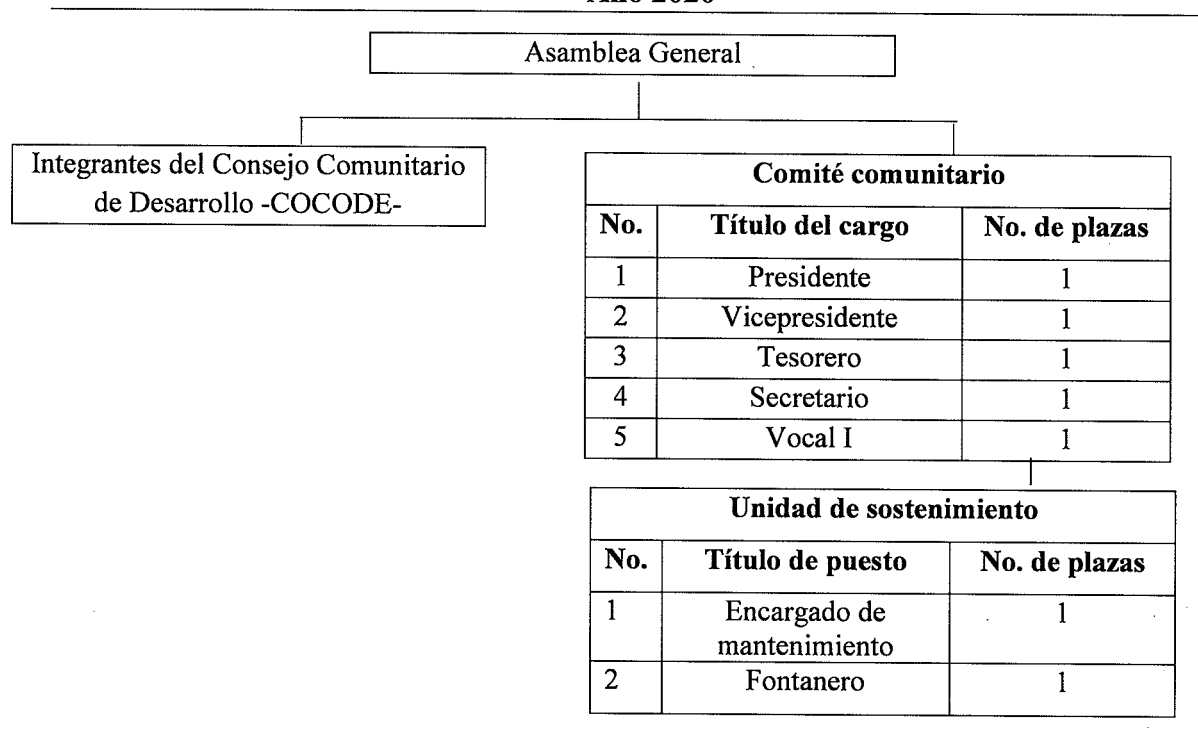 Asamblea General
Integrantes del Consejo Comunitario
de Desarrollo -COCODE-
Comité comunitario
No. Título del cargo No. de plazas
1 Presidente 1
2 Vicepresidente 1
3 Tesorero 1
4 Secretario 1
5 Vocal I 1
Unidad de sostenimiento
No. Título de puesto No. de plazas
1 Encargado de 1
mantenimiento
2 Fontanero 1